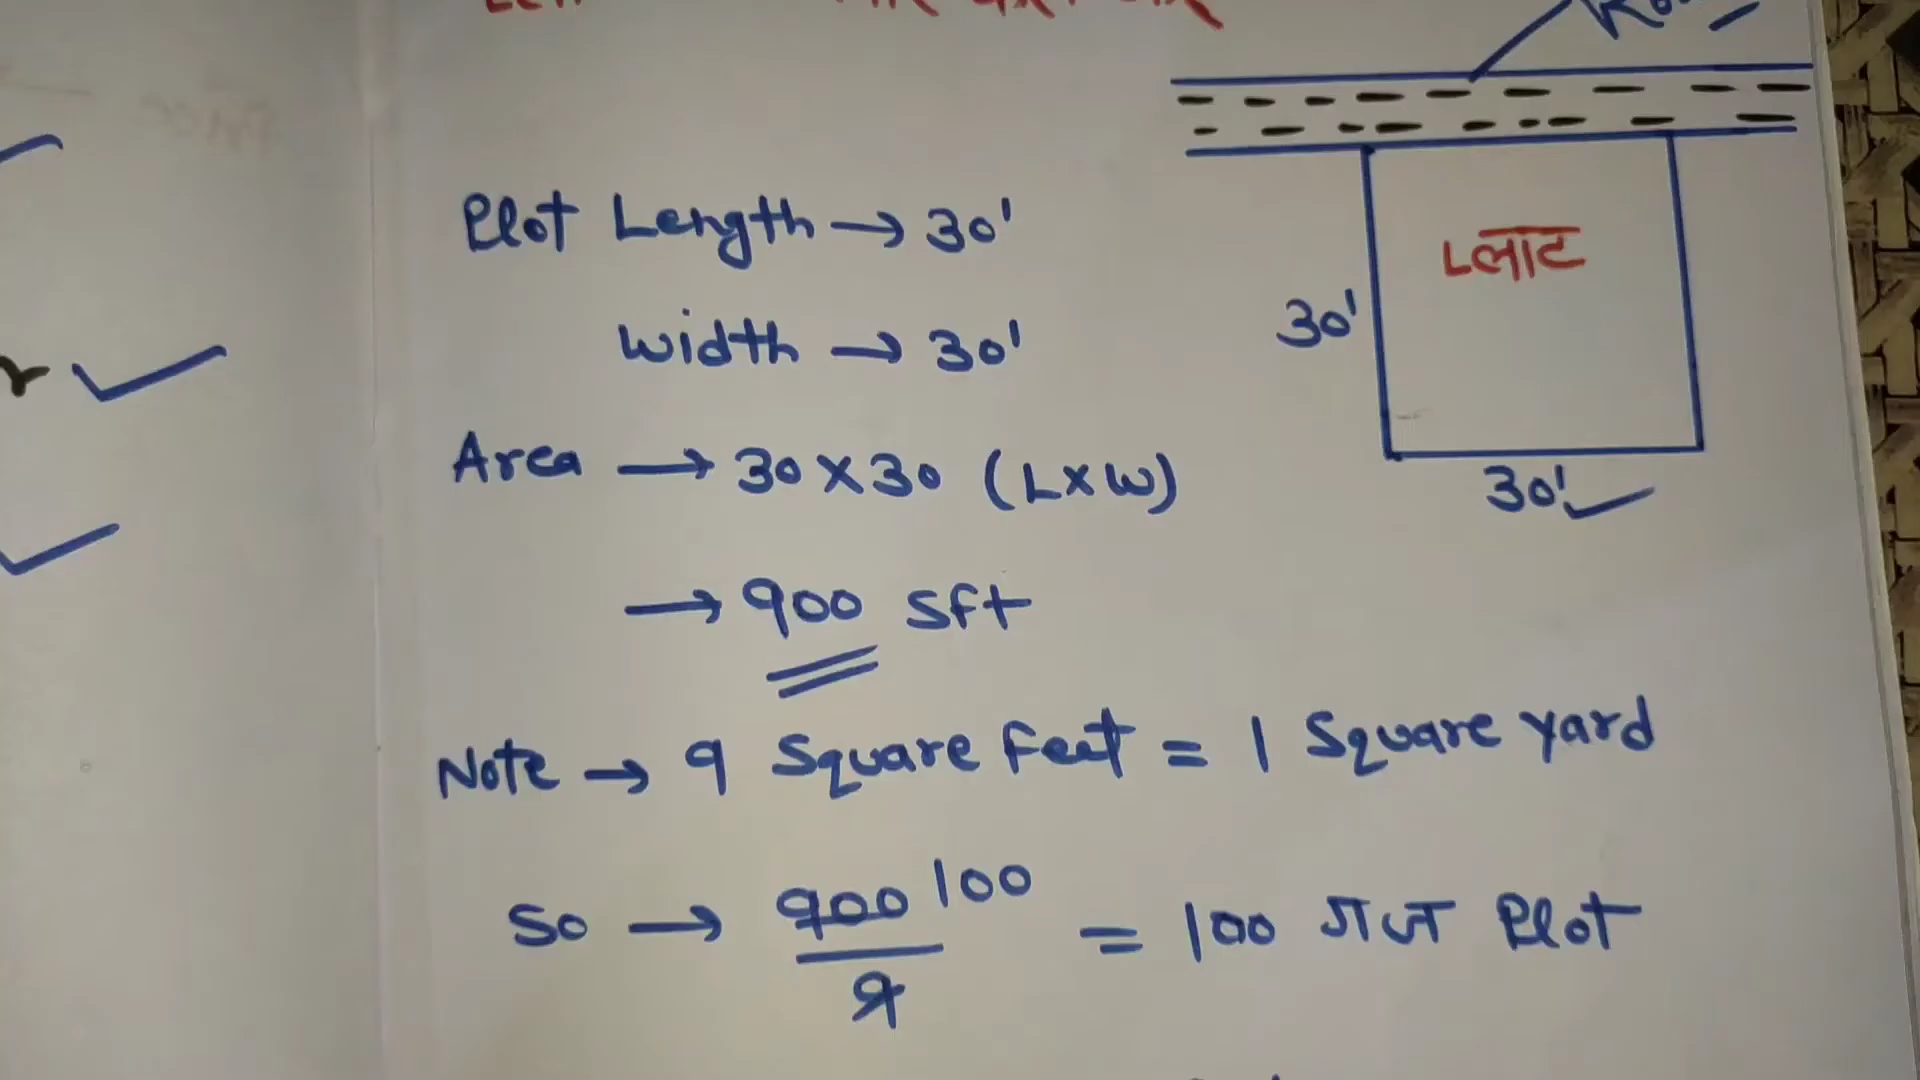 Plot Length → 30'
width → 30'
Area → 30 × 30 (L×W)
→ 900 Sft
Note → 9 Square Feet = 1 Square yard
So → 900 100
9
= 100 गज Plot
प्लाट
30'
30'